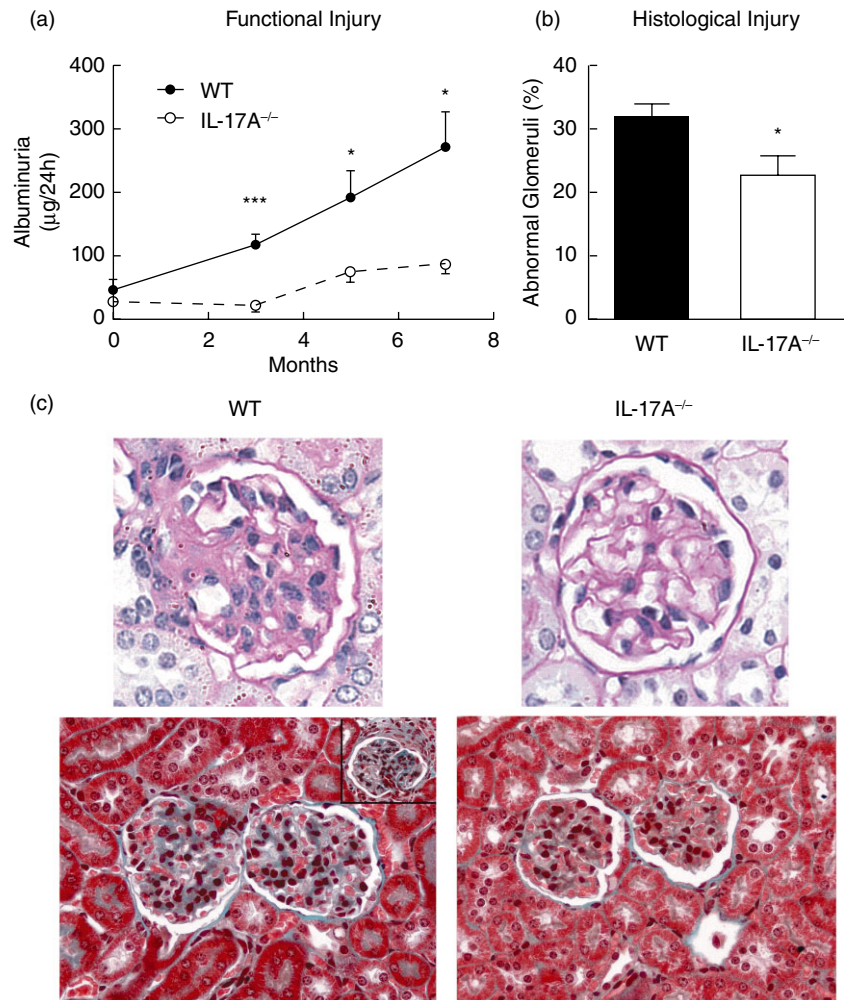 (a) Functional Injury
400
300
200
100
0
Albuminuria
(μg/24h)
WT
IL-17A⁻/⁻
***
*
*
0 2 4 6 8
Months
(b) Histological Injury
40
30
20
10
0
Abnormal Glomeruli (%)
*
WT IL-17A⁻/⁻
(c)
WT IL-17A⁻/⁻